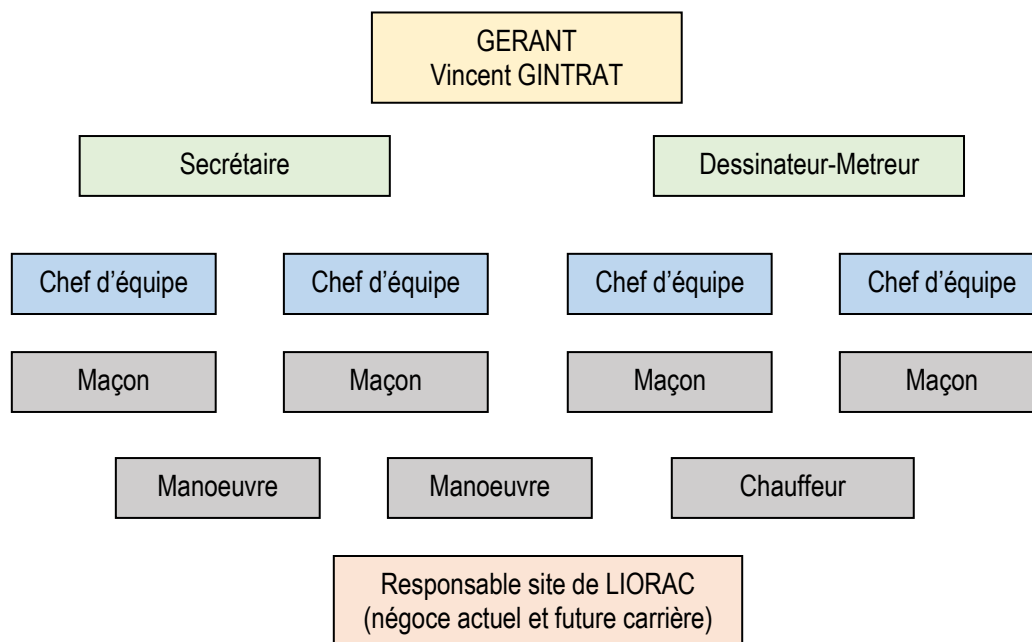 GERANT
Vincent GINTRAT
Secrétaire
Dessinateur-Metreur
Chef d’équipe
Chef d’équipe
Chef d’équipe
Chef d’équipe
Maçon
Maçon
Maçon
Maçon
Manoeuvre
Manoeuvre
Chauffeur
Responsable site de LIORAC
(négoce actuel et future carrière)